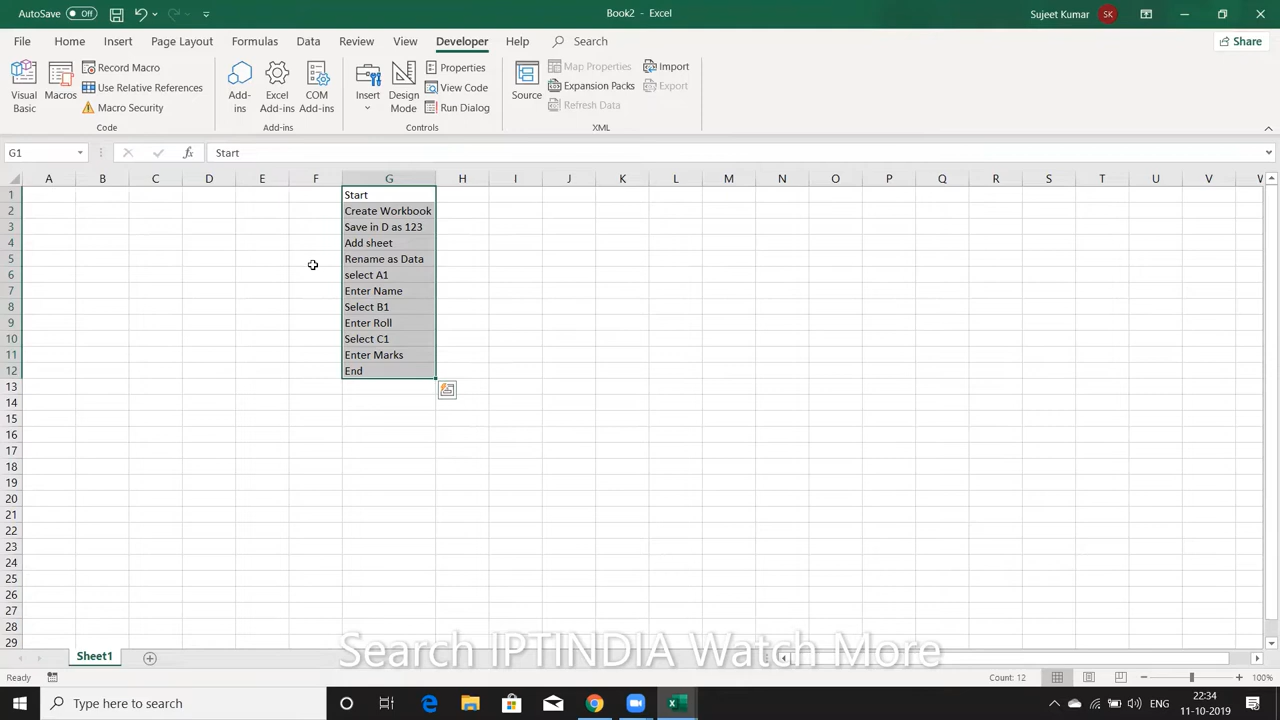 AutoSave Off
Book2 - Excel
Sujeet Kumar SK
File Home Insert Page Layout Formulas Data Review View Developer Help Search Share
Visual Basic
Macros
Record Macro
Use Relative References
Macro Security
Code
Add-ins
Excel Add-ins
COM Add-ins
Add-ins
Insert
Design Mode
Properties
View Code
Run Dialog
Controls
Source
Map Properties
Expansion Packs
Refresh Data
Import
Export
XML
G1 fx Start
A B C D E F G H I J K L M N O P Q R S T U V W
1 Start
2 Create Workbook
3 Save in D as 123
4 Add sheet
5 Rename as Data
6 select A1
7 Enter Name
8 Select B1
9 Enter Roll
10 Select C1
11 Enter Marks
12 End
13
14
15
16
17
18
19
20
21
22
23
24
25
26
27
28
29
Search IPTINDIA Watch More
Sheet1
Ready Count: 12 100%
Type here to search
ENG
22:34
11-10-2019